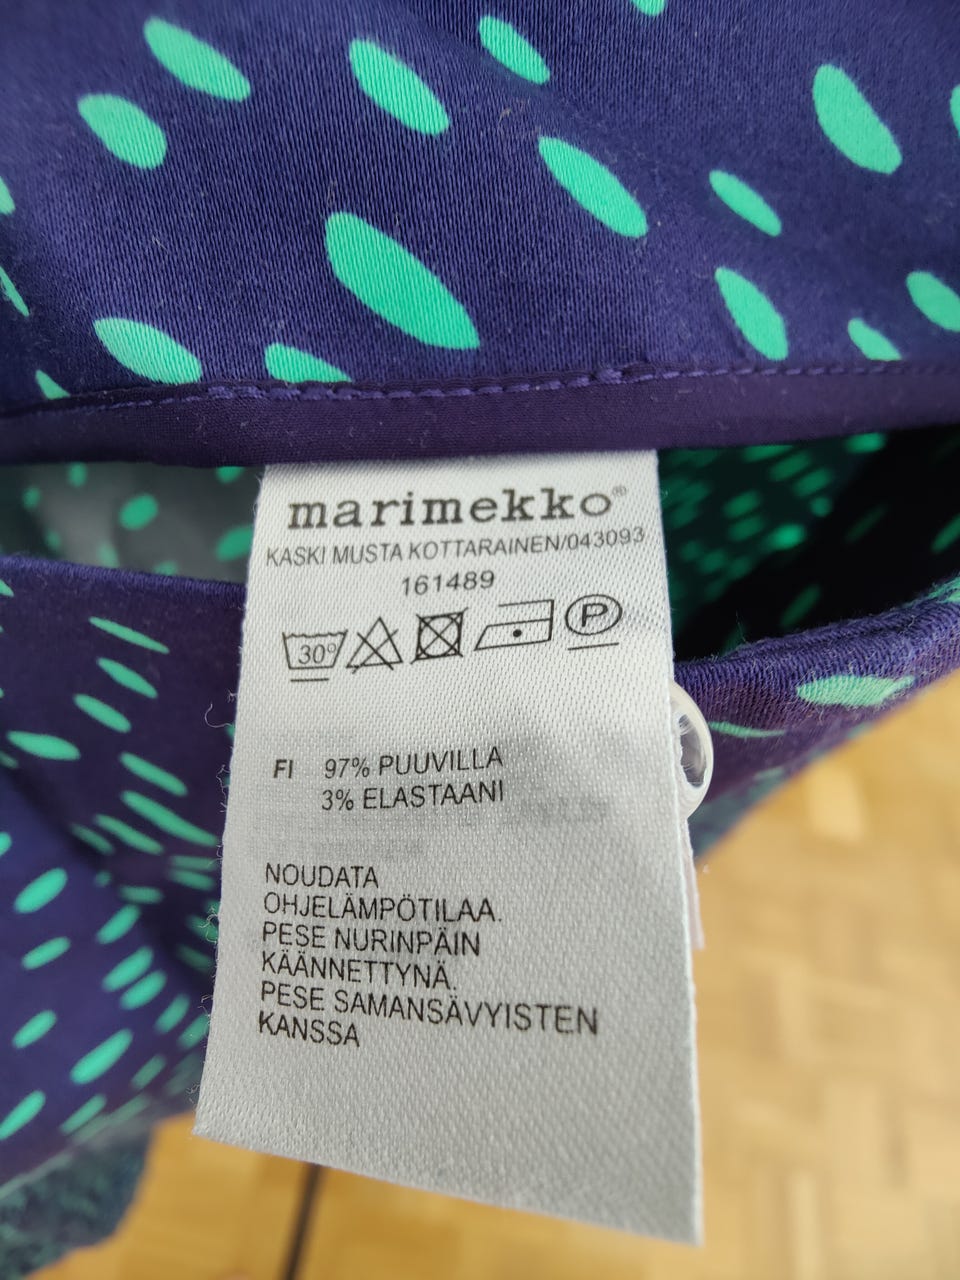 marimekko®
KASKI MUSTA KOTTARAINEN/043093
161489
30° P
FI 97% PUUVILLA
3% ELASTAANI
NOUDATA
OHJELÄMPÖTILAA.
PESE NURINPÄIN
KÄÄNNETTYNÄ.
PESE SAMANSÄVYISTEN
KANSSA